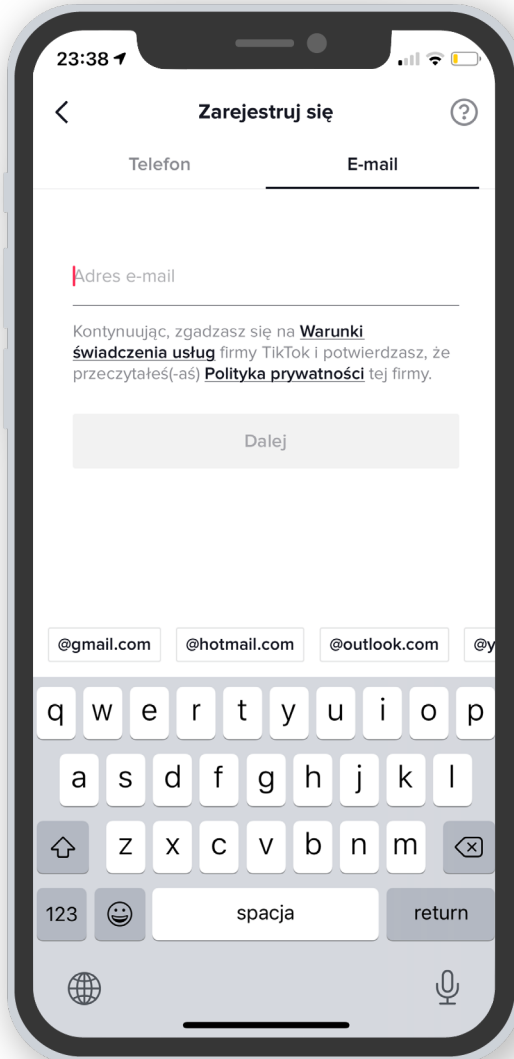 23:38
Zarejestruj się
Telefon
E-mail
Adres e-mail
Kontynuując, zgadzasz się na Warunki
świadczenia usług firmy TikTok i potwierdzasz, że
przeczytałeś(-aś) Polityka prywatności tej firmy.
Dalej
@gmail.com @hotmail.com @outlook.com @y
q w e r t y u i o p
a s d f g h j k l
z x c v b n m
123 spacja return